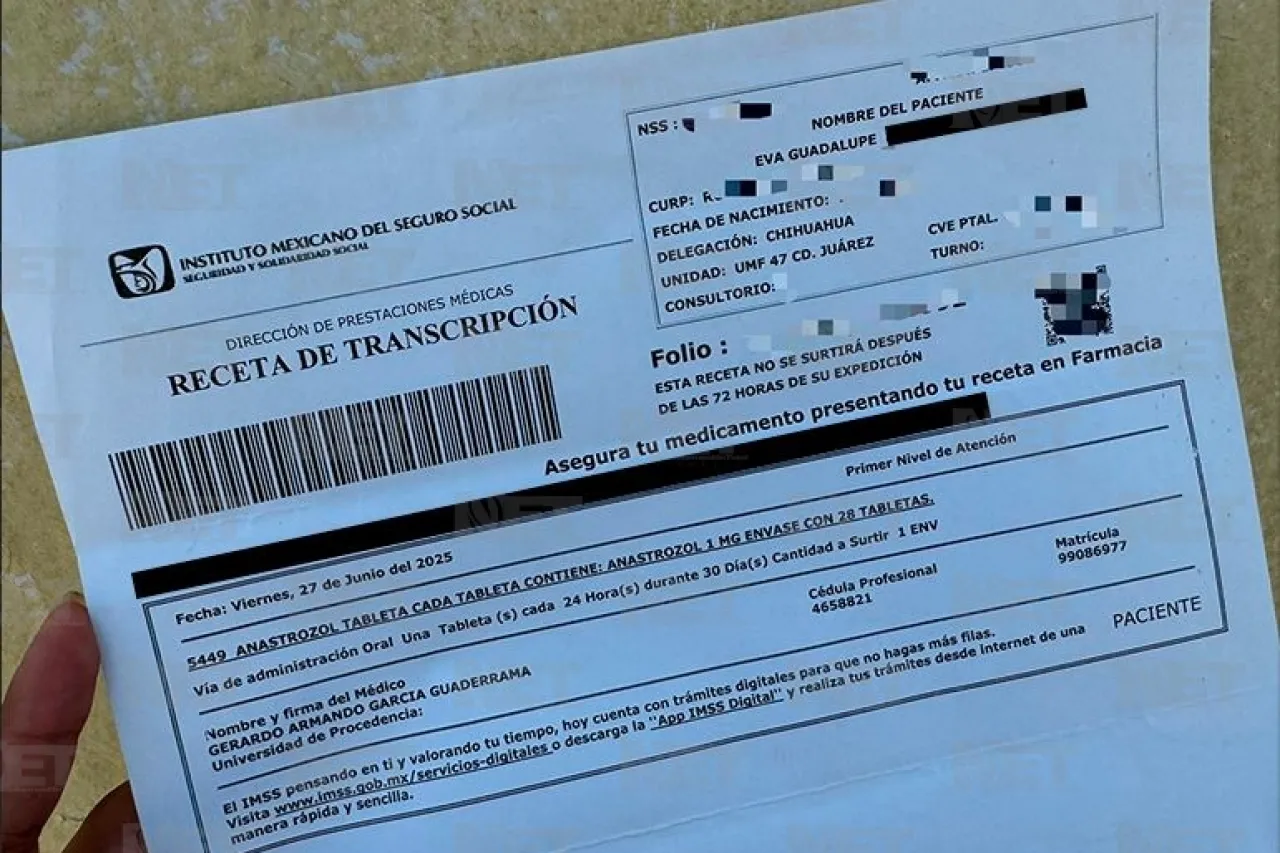 INSTITUTO MEXICANO DEL SEGURO SOCIAL
SEGURIDAD Y SOLIDARIDAD SOCIAL
DIRECCIÓN DE PRESTACIONES MÉDICAS
RECETA DE TRANSCRIPCIÓN
NSS :
NOMBRE DEL PACIENTE
EVA GUADALUPE
CURP:
FECHA DE NACIMIENTO:
DELEGACIÓN: CHIHUAHUA
CVE PTAL.
UNIDAD: UMF 47 CD. JUÁREZ
TURNO:
CONSULTORIO:
Folio :
ESTA RECETA NO SE SURTIRÁ DESPUÉS
DE LAS 72 HORAS DE SU EXPEDICIÓN
Asegura tu medicamento presentando tu receta en Farmacia
Primer Nivel de Atención
Fecha: Viernes, 27 de Junio del 2025
5449 ANASTROZOL TABLETA CADA TABLETA CONTIENE: ANASTROZOL 1 MG ENVASE CON 28 TABLETAS.
Vía de administración Oral Una Tableta (s) cada 24 Hora(s) durante 30 Día(s) Cantidad a Surtir 1 ENV
Nombre y firma del Médico
Cédula Profesional
Matrícula
GERARDO ARMANDO GARCIA GUADERRAMA
4658821
99086977
Universidad de Procedencia:
El IMSS pensando en ti y valorando tu tiempo, hoy cuenta con trámites digitales para que no hagas más filas.
Visita www.imss.gob.mx/servicios-digitales o descarga la "App IMSS Digital" y realiza tus trámites desde Internet de una
manera rápida y sencilla.
PACIENTE